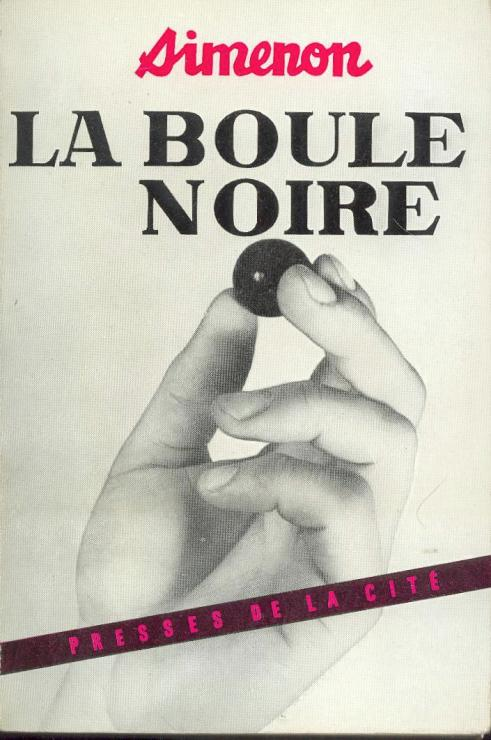 Simenon
LA BOULE
NOIRE
PRESSES DE LA CITÉ